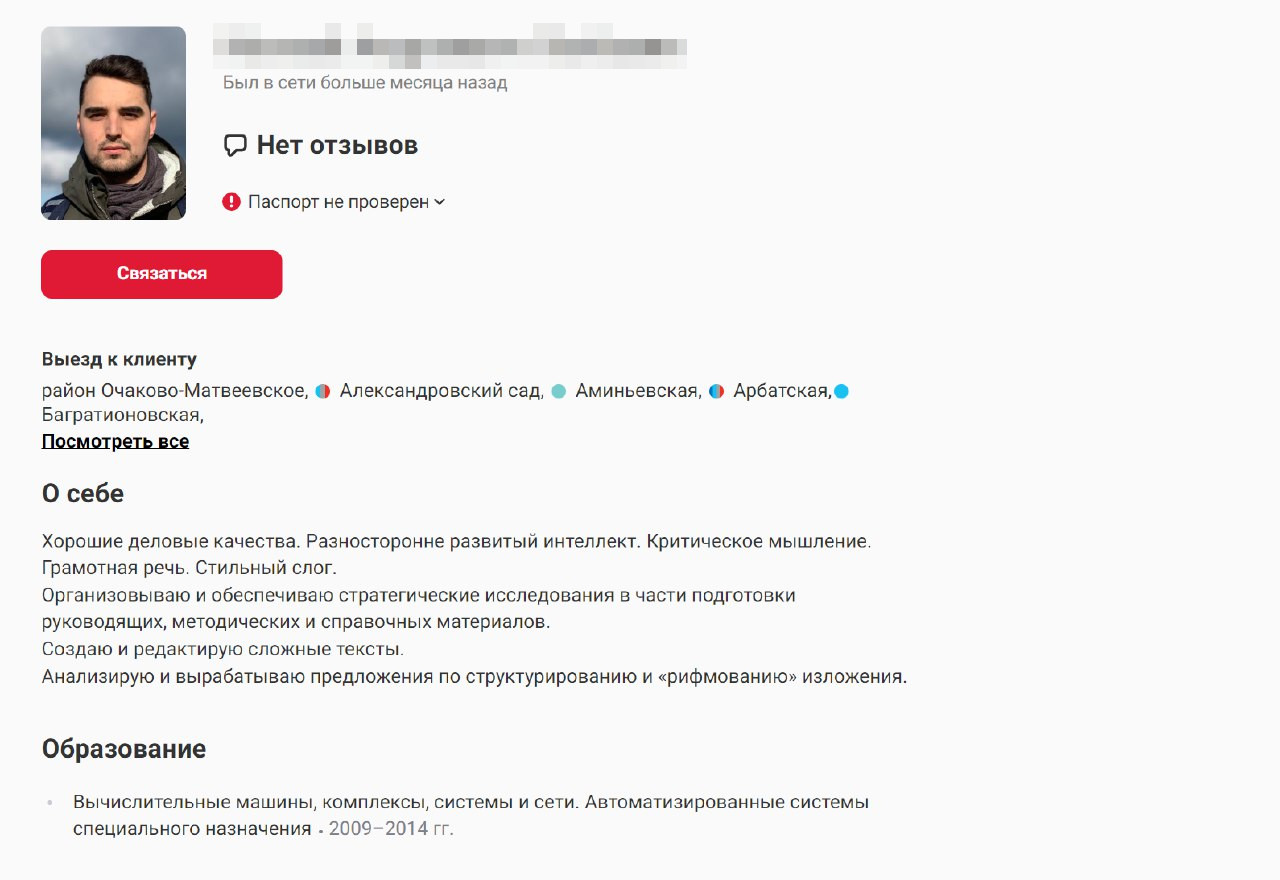 Был в сети больше месяца назад
Нет отзывов
Паспорт не проверен
Связаться
Выезд к клиенту
район Очаково-Матвеевское, Александровский сад, Аминьевская, Арбатская,
Багратионовская,
Посмотреть все
О себе
Хорошие деловые качества. Разносторонне развитый интеллект. Критическое мышление.
Грамотная речь. Стильный слог.
Организовываю и обеспечиваю стратегические исследования в части подготовки
руководящих, методических и справочных материалов.
Создаю и редактирую сложные тексты.
Анализирую и вырабатываю предложения по структурированию и «рифмованию» изложения.
Образование
• Вычислительные машины, комплексы, системы и сети. Автоматизированные системы
специального назначения • 2009–2014 гг.